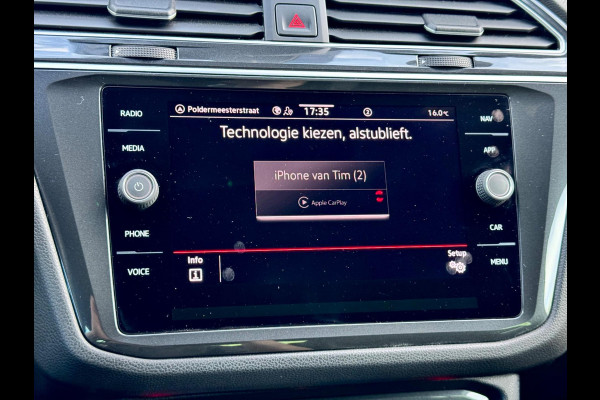 RADIO
MEDIA
PHONE
VOICE
Poldermeesterstraat 17:35 2 16.0°C
Technologie kiezen, alstublieft.
iPhone van Tim (2)
Apple CarPlay
Info
i
Setup
NAV
APP
CAR
MENU